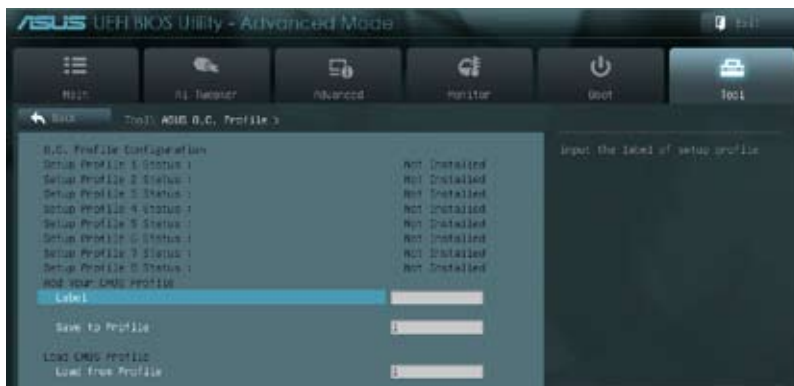 ASUS UEFI BIOS Utility - Advanced Mode
Exit
Main
Ai Tweaker
Advanced
Monitor
Boot
Tool
Back
Tool\ ASUS O.C. Profile >
O.C. Profile Configuration
Setup Profile 1 Status : Not Installed
Setup Profile 2 Status : Not Installed
Setup Profile 3 Status : Not Installed
Setup Profile 4 Status : Not Installed
Setup Profile 5 Status : Not Installed
Setup Profile 6 Status : Not Installed
Setup Profile 7 Status : Not Installed
Setup Profile 8 Status : Not Installed
Add Your CMOS Profile
Label
Save to Profile 1
Load CMOS Profile
Load from Profile 1
input the label of setup profile